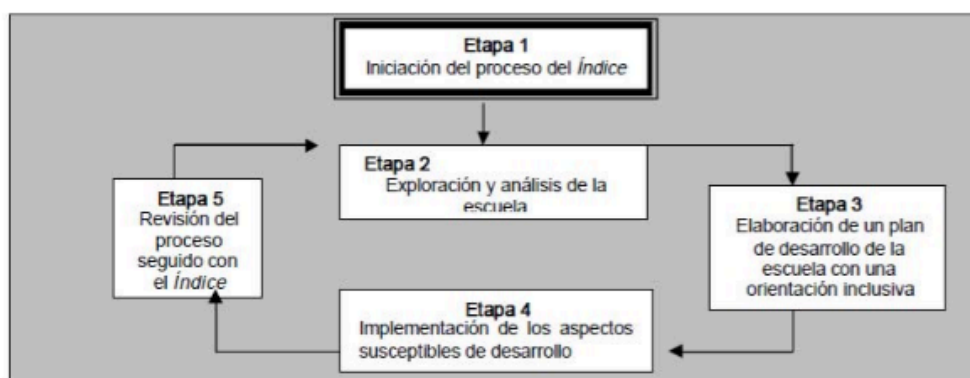 Etapa 1
Iniciación del proceso del Índice
Etapa 2
Exploración y análisis de la
escuela
Etapa 3
Elaboración de un plan
de desarrollo de la
escuela con una
orientación inclusiva
Etapa 4
Implementación de los aspectos
susceptibles de desarrollo
Etapa 5
Revisión del
proceso
seguido con
el Índice